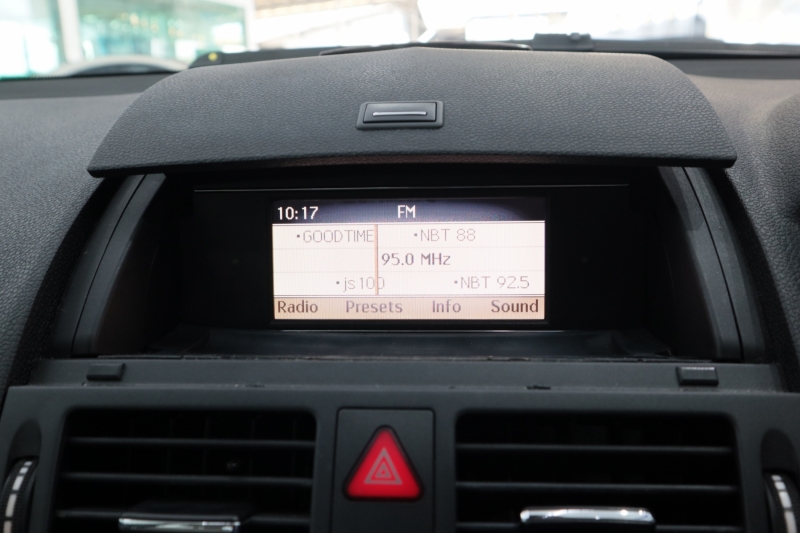 10:17 FM
•GOODTIME •NBT 88
95.0 MHz
•js100 •NBT 92.5
Radio Presets Info Sound